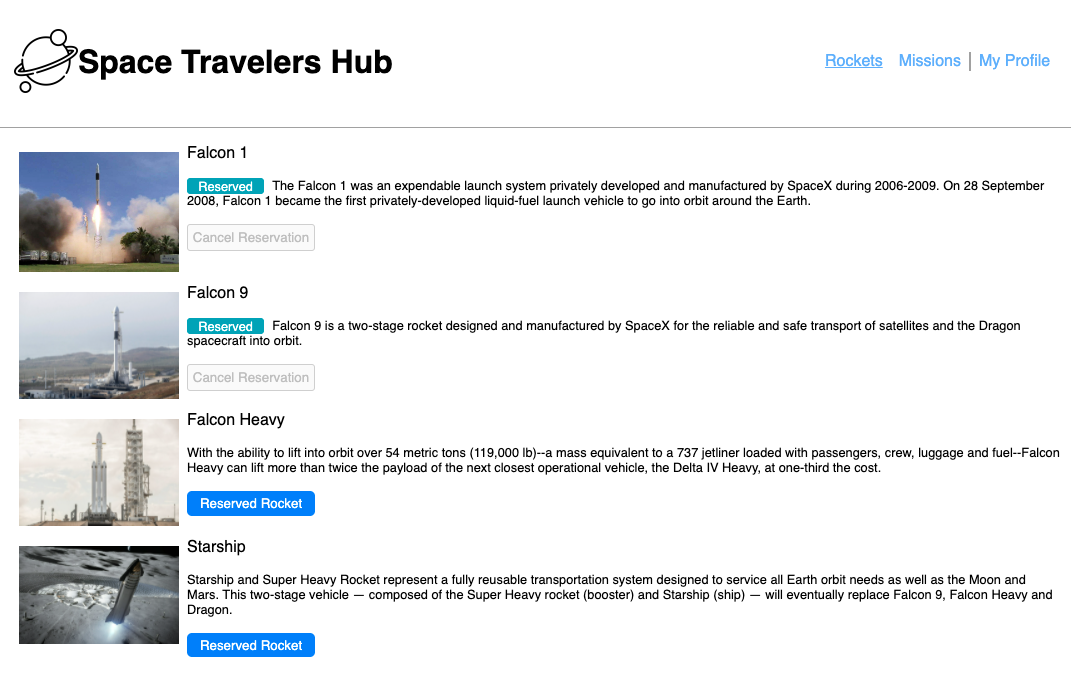 Space Travelers Hub
Rockets Missions | My Profile
Falcon 1
Reserved The Falcon 1 was an expendable launch system privately developed and manufactured by SpaceX during 2006-2009. On 28 September
2008, Falcon 1 became the first privately-developed liquid-fuel launch vehicle to go into orbit around the Earth.
Cancel Reservation
Falcon 9
Reserved Falcon 9 is a two-stage rocket designed and manufactured by SpaceX for the reliable and safe transport of satellites and the Dragon
spacecraft into orbit.
Cancel Reservation
Falcon Heavy
With the ability to lift into orbit over 54 metric tons (119,000 lb)--a mass equivalent to a 737 jetliner loaded with passengers, crew, luggage and fuel--Falcon
Heavy can lift more than twice the payload of the next closest operational vehicle, the Delta IV Heavy, at one-third the cost.
Reserved Rocket
Starship
Starship and Super Heavy Rocket represent a fully reusable transportation system designed to service all Earth orbit needs as well as the Moon and
Mars. This two-stage vehicle — composed of the Super Heavy rocket (booster) and Starship (ship) — will eventually replace Falcon 9, Falcon Heavy and
Dragon.
Reserved Rocket